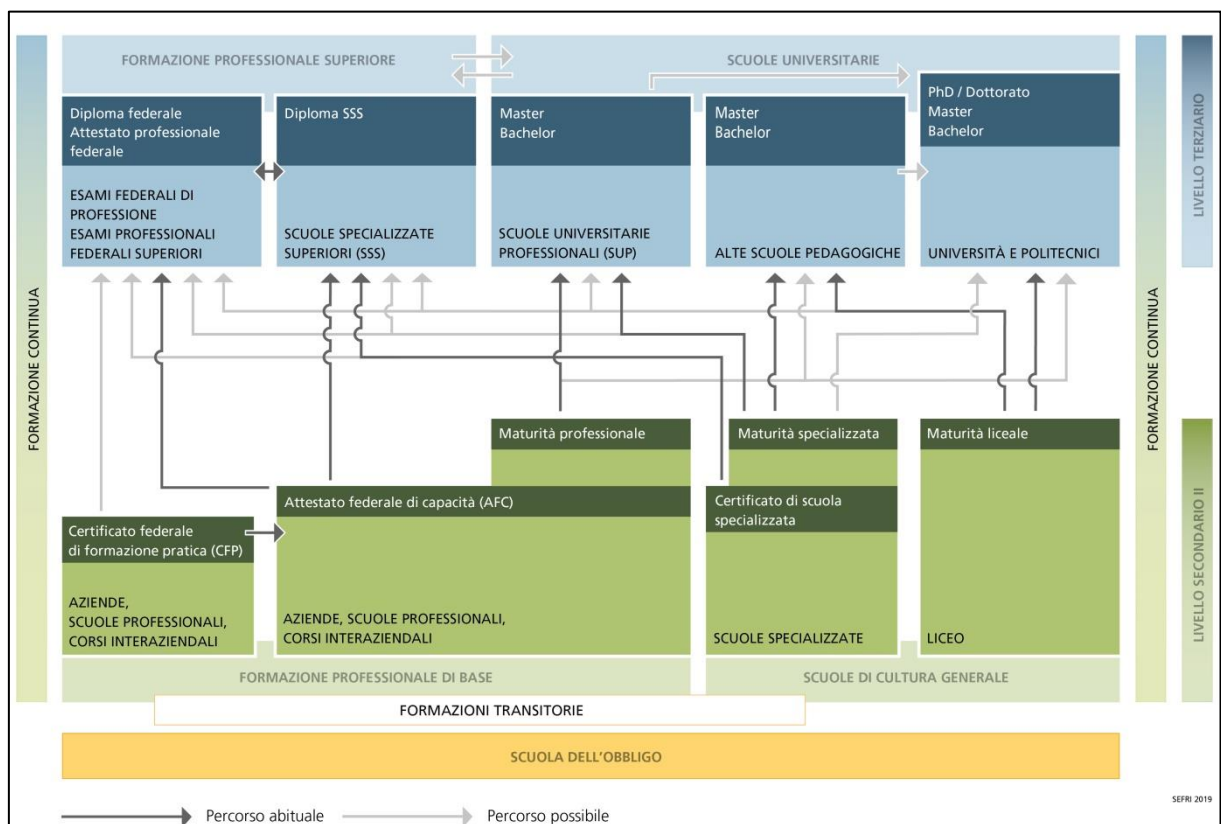 FORMAZIONE PROFESSIONALE SUPERIORE
SCUOLE UNIVERSITARIE
Diploma federale
Attestato professionale
federale
Diploma SSS
Master
Bachelor
Master
Bachelor
PhD / Dottorato
Master
Bachelor
ESAMI FEDERALI DI
PROFESSIONE
ESAMI PROFESSIONALI
FEDERALI SUPERIORI
SCUOLE SPECIALIZZATE
SUPERIORI (SSS)
SCUOLE UNIVERSITARIE
PROFESSIONALI (SUP)
ALTE SCUOLE PEDAGOGICHE
UNIVERSITÀ E POLITECNICI
LIVELLO TERZIARIO
FORMAZIONE CONTINUA
FORMAZIONE CONTINUA
Maturità professionale
Maturità specializzata
Maturità liceale
Attestato federale di capacità (AFC)
Certificato di scuola
specializzata
Certificato federale
di formazione pratica (CFP)
AZIENDE,
SCUOLE PROFESSIONALI,
CORSI INTERAZIENDALI
AZIENDE, SCUOLE PROFESSIONALI,
CORSI INTERAZIENDALI
SCUOLE SPECIALIZZATE
LICEO
LIVELLO SECONDARIO II
FORMAZIONE PROFESSIONALE DI BASE
SCUOLE DI CULTURA GENERALE
FORMAZIONI TRANSITORIE
SCUOLA DELL'OBBLIGO
Percorso abituale
Percorso possibile
SEFRI 2019